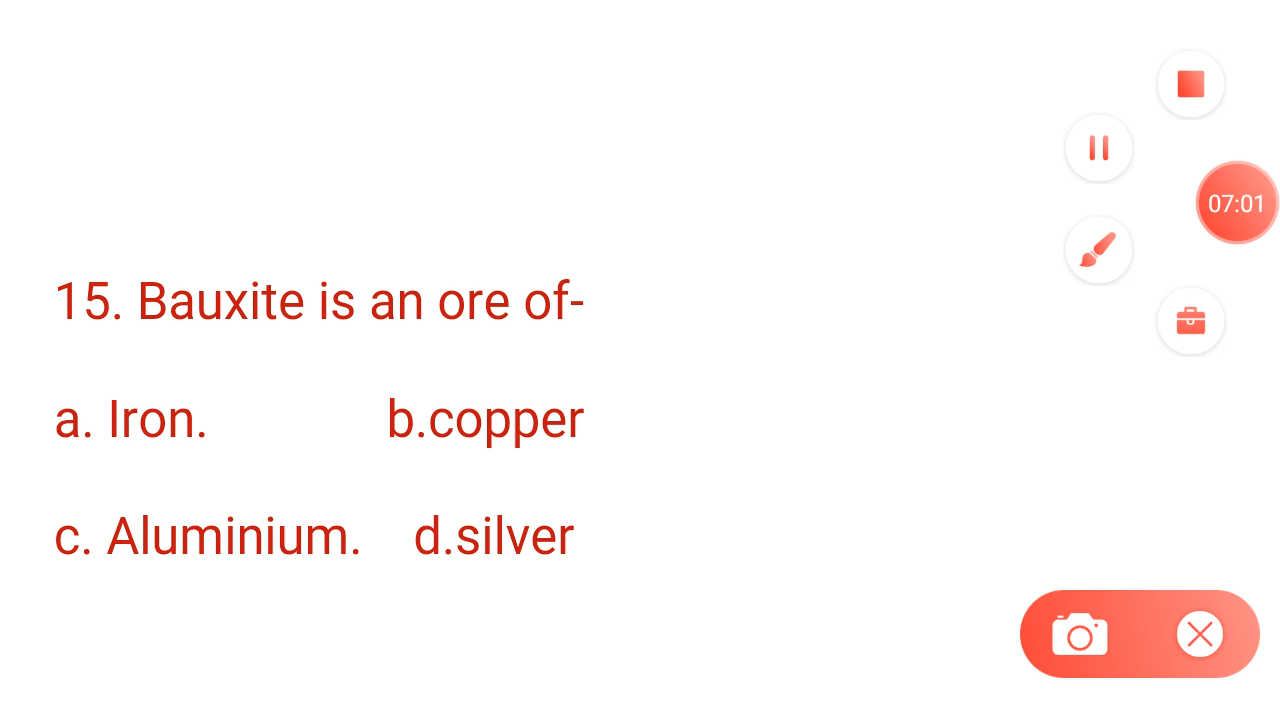 07:01
15. Bauxite is an ore of-
a. Iron. b.copper
c. Aluminium. d.silver